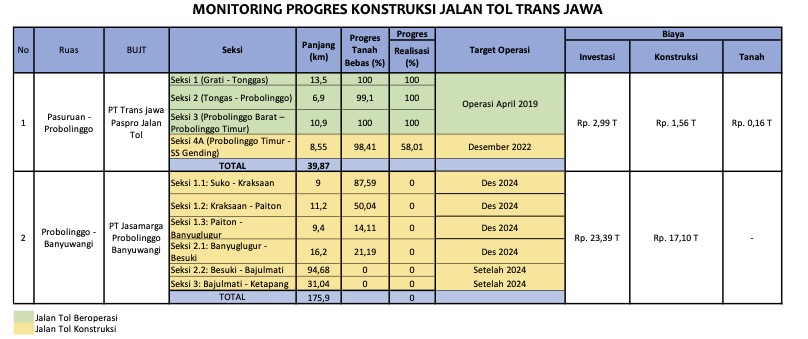 MONITORING PROGRES KONSTRUKSI JALAN TOL TRANS JAWA
No Ruas BUJT Seksi Panjang (km) Progres Tanah Bebas (%) Progres Realisasi (%) Target Operasi Biaya
Investasi Konstruksi Tanah
1 Pasuruan - Probolinggo PT Trans jawa Paspro Jalan Tol
Seksi 1 (Grati - Tonggas) 13,5 100 100
Seksi 2 (Tongas - Probolinggo) 6,9 99,1 100 Operasi April 2019
Seksi 3 (Probolinggo Barat – Probolinggo Timur) 10,9 100 100
Seksi 4A (Probolinggo Timur - SS Gending) 8,55 98,41 58,01 Desember 2022
Rp. 2,99 T Rp. 1,56 T Rp. 0,16 T
TOTAL 39,87
2 Probolinggo - Banyuwangi PT Jasamarga Probolinggo Banyuwangi
Seksi 1.1: Suko - Kraksaan 9 87,59 0 Des 2024
Seksi 1.2: Kraksaan - Paiton 11,2 50,04 0 Des 2024
Seksi 1.3: Paiton - Banyuglugur 9,4 14,11 0 Des 2024
Seksi 2.1: Banyuglugur - Besuki 16,2 21,19 0 Des 2024
Seksi 2.2: Besuki - Bajulmati 94,68 0 0 Setelah 2024
Seksi 3: Bajulmati - Ketapang 31,04 0 0 Setelah 2024
Rp. 23,39 T Rp. 17,10 T -
TOTAL 175,9 0
Jalan Tol Beroperasi
Jalan Tol Konstruksi